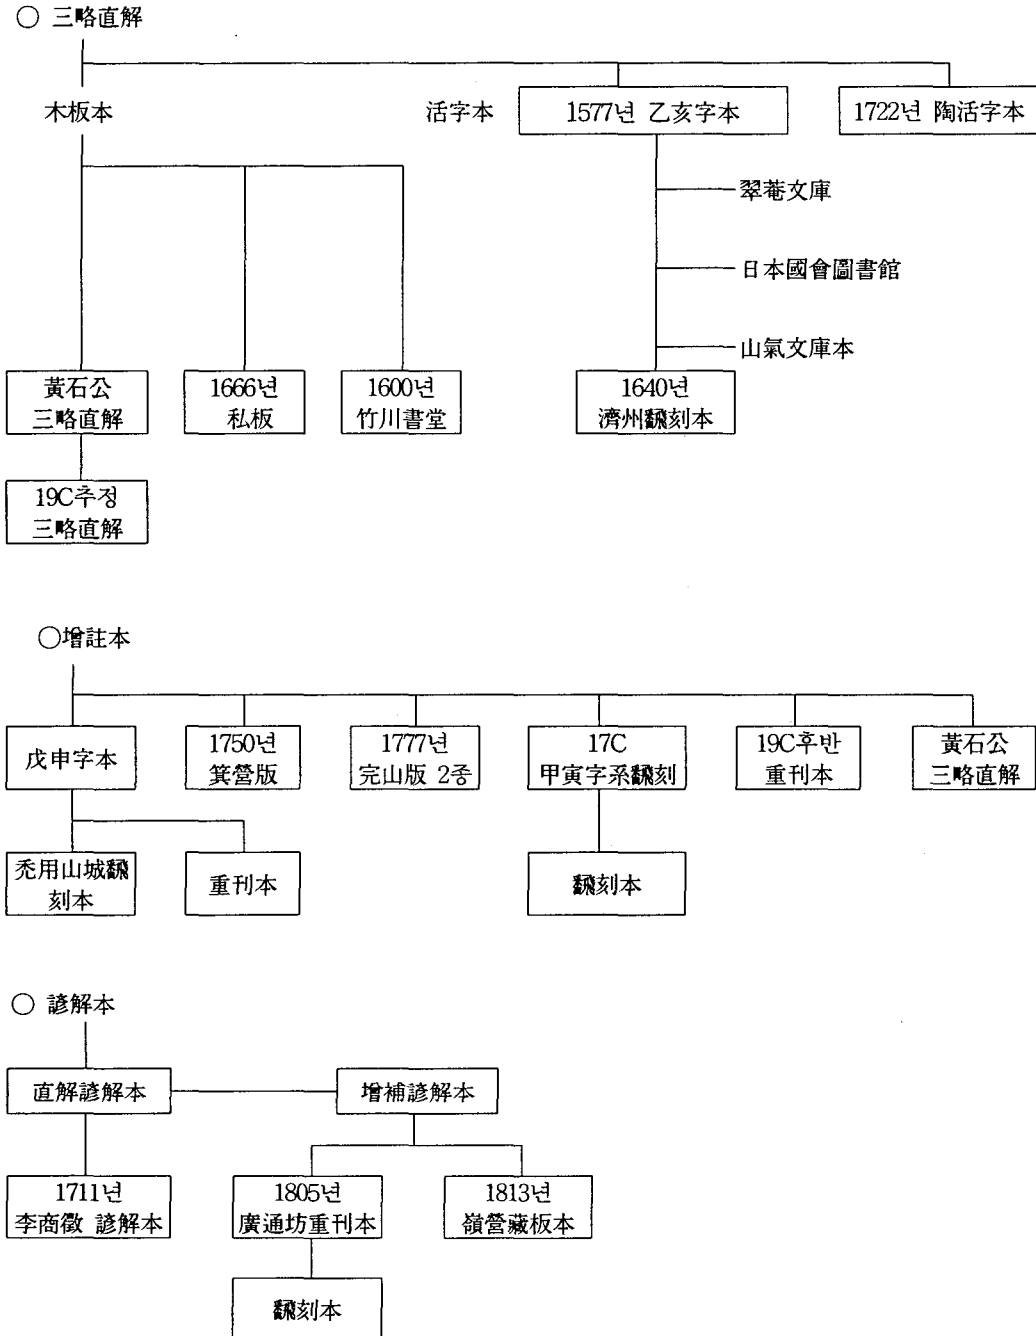 ○ 三略直解
木板本
活字本
1577년 乙亥字本
1722년 陶活字本
翠菴文庫
日本國會圖書館
山氣文庫本
黃石公
三略直解
1666년
私板
1600년
竹川書堂
1640년
濟州飜刻本
19C추정
三略直解
○增註本
戊申字本
1750년
箕營版
1777년
完山版 2종
17C
甲寅字系飜刻
19C후반
重刊本
黃石公
三略直解
禿用山城飜
刻本
重刊本
飜刻本
○ 諺解本
直解諺解本
增補諺解本
1711년
李商徵 諺解本
1805년
廣通坊重刊本
1813년
嶺營藏板本
飜刻本